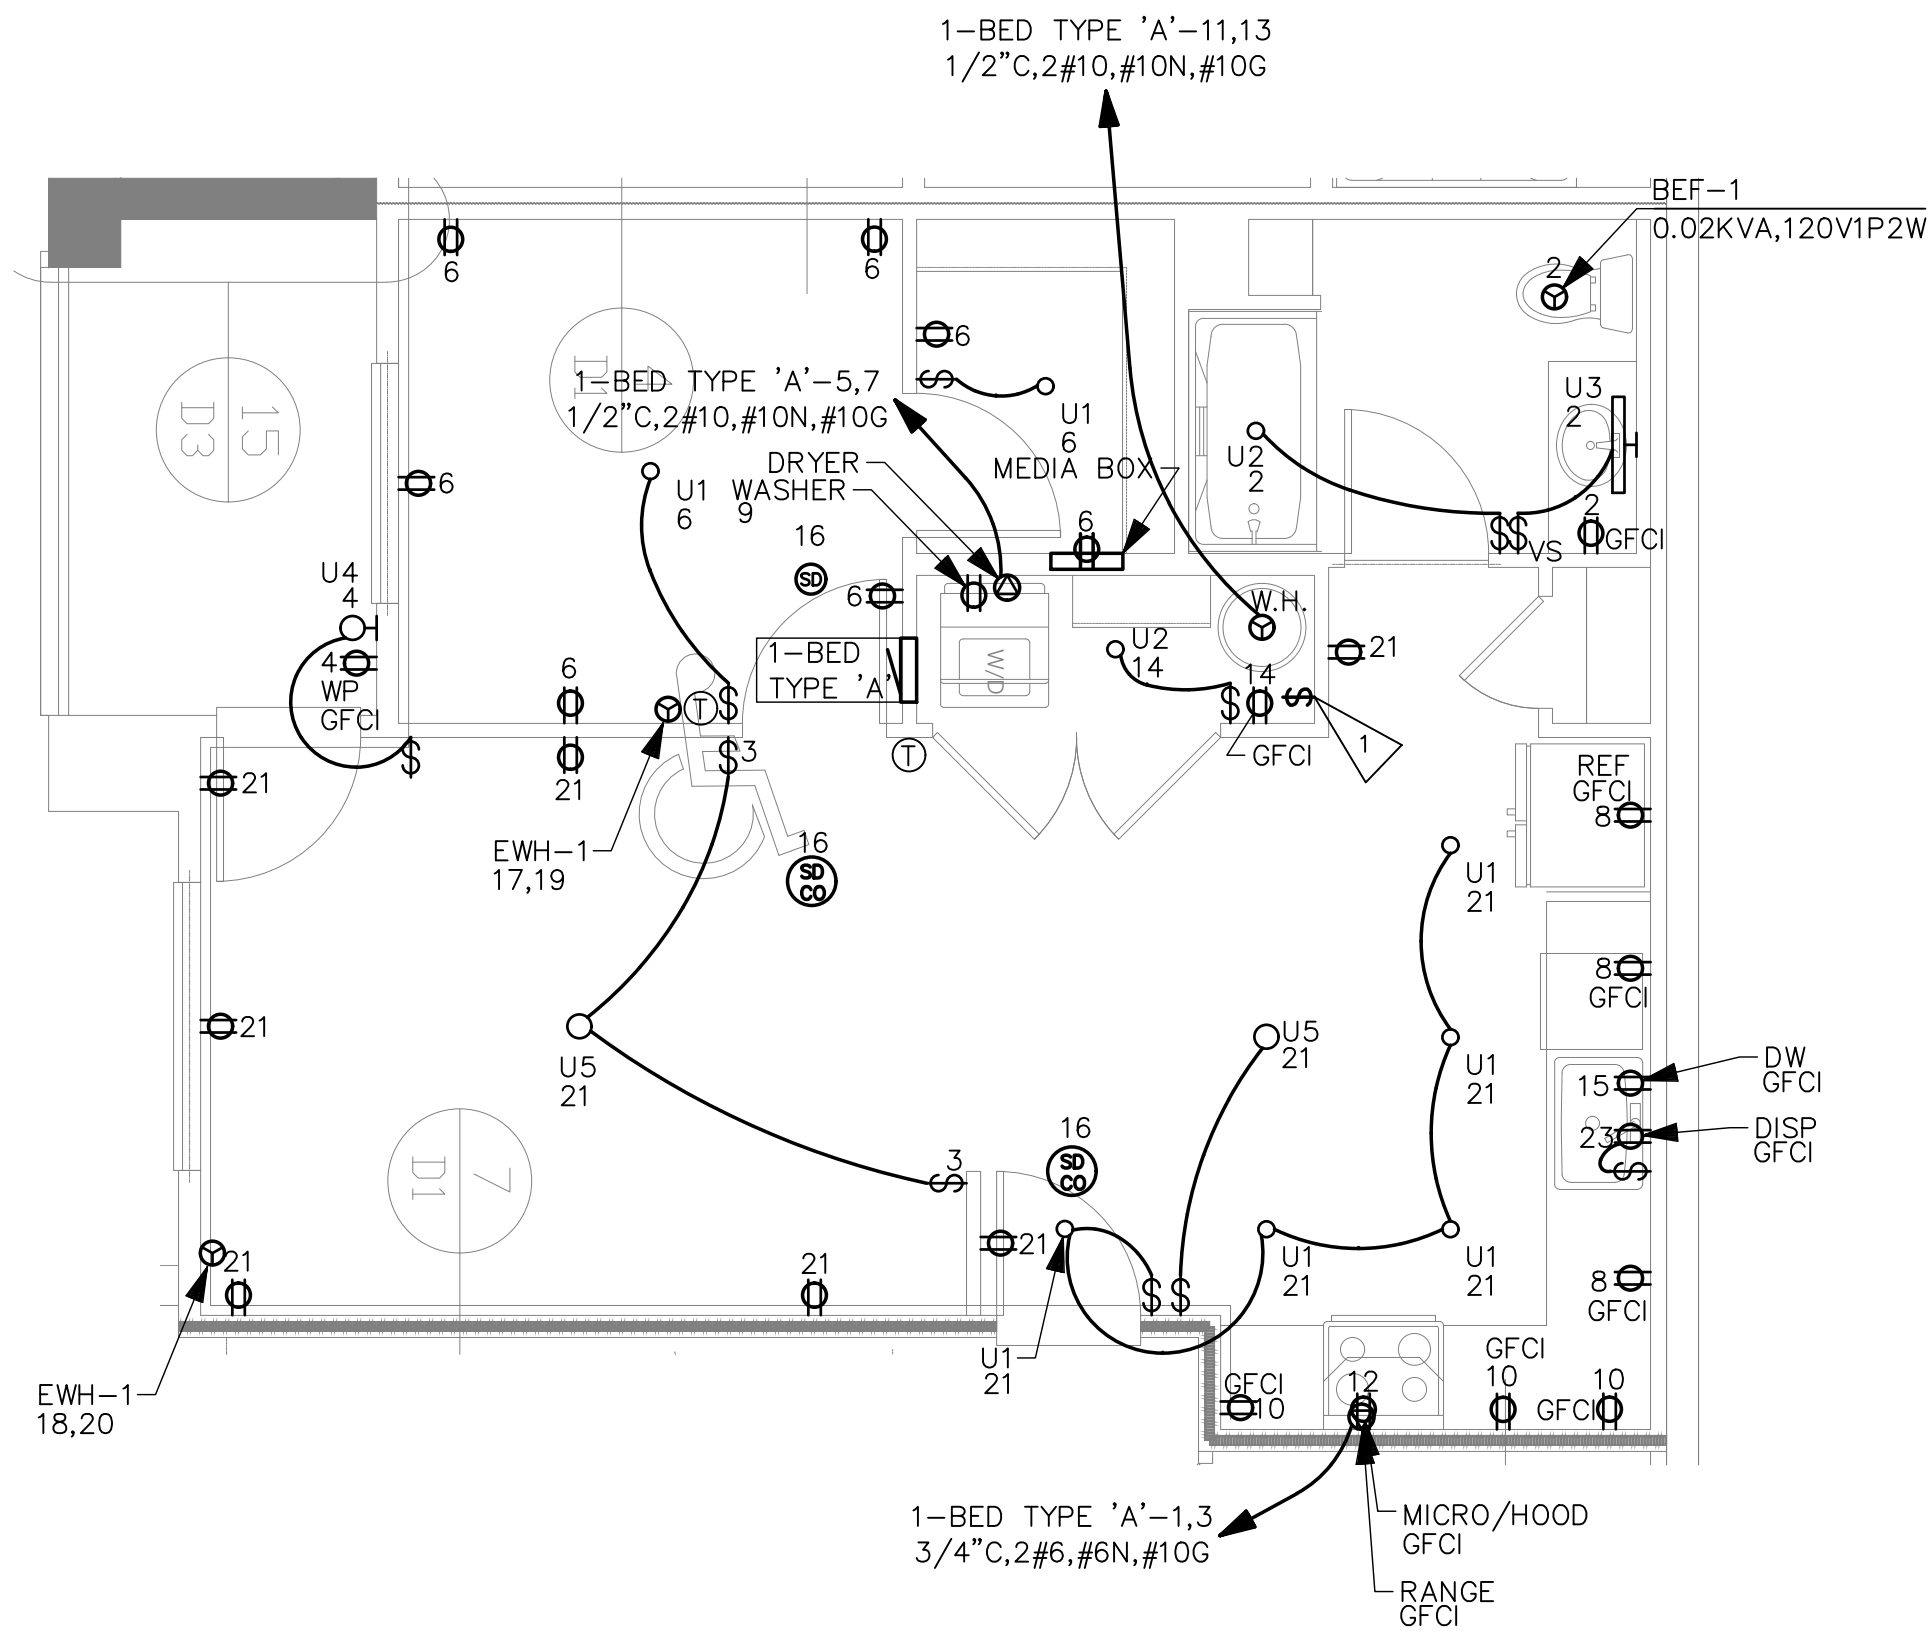 1-BED TYPE 'A'-11,13
1/2"C,2#10,#10N,#10G
BEF-1
0.02KVA,120V1P2W
2
6
6
6
4
D1
1-BED TYPE 'A'-5,7
1/2"C,2#10,#10N,#10G
15
D3
U1
6
U3
2
U2
2
DRYER
WASHER
9
MEDIA BOX
6
U1
6
6
2
GFCI
$
$
$
VS
16
SD
U4
4
6
W.H.
4
WP
GFCI
6
1-BED
TYPE 'A'
W/D
U2
14
14
21
$
T
$
$
1
$
21
21
$
3
T
GFCI
REF
GFCI
8
EWH-1
17,19
16
SD
CO
U1
21
8
GFCI
21
U5
21
U5
21
U1
21
DW
GFCI
15
DISP
GFCI
23
$
16
SD
CO
7
D1
3
$
21
U1
21
U1
21
8
GFCI
21
21
$
$
U1
21
EWH-1
18,20
GFCI
10
12
GFCI
10
10
GFCI
1-BED TYPE 'A'-1,3
3/4"C,2#6,#6N,#10G
MICRO/HOOD
GFCI
RANGE
GFCI